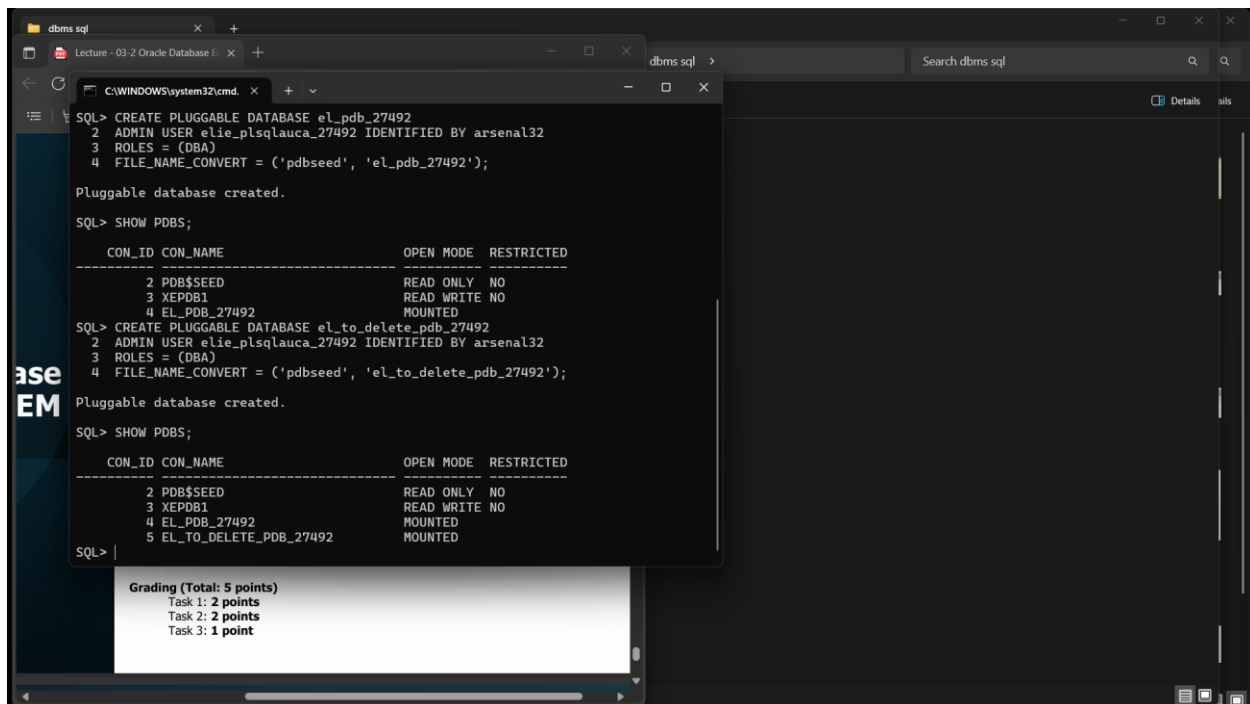 dbms sql
Lecture - 03-2 Oracle Database E
dbms sql
Search dbms sql
C:\WINDOWS\system32\cmd.
Details
ails
SQL> CREATE PLUGGABLE DATABASE el_pdb_27492
2 ADMIN USER elie_plsqlauca_27492 IDENTIFIED BY arsenal32
3 ROLES = (DBA)
4 FILE_NAME_CONVERT = ('pdbseed', 'el_pdb_27492');
Pluggable database created.
SQL> SHOW PDBS;
CON_ID CON_NAME OPEN MODE RESTRICTED
---------- ------------------------------ ---------- ----------
2 PDB$SEED READ ONLY NO
3 XEPDB1 READ WRITE NO
4 EL_PDB_27492 MOUNTED
SQL> CREATE PLUGGABLE DATABASE el_to_delete_pdb_27492
2 ADMIN USER elie_plsqlauca_27492 IDENTIFIED BY arsenal32
3 ROLES = (DBA)
4 FILE_NAME_CONVERT = ('pdbseed', 'el_to_delete_pdb_27492');
Pluggable database created.
SQL> SHOW PDBS;
CON_ID CON_NAME OPEN MODE RESTRICTED
---------- ------------------------------ ---------- ----------
2 PDB$SEED READ ONLY NO
3 XEPDB1 READ WRITE NO
4 EL_PDB_27492 MOUNTED
5 EL_TO_DELETE_PDB_27492 MOUNTED
SQL>
ase
EM
Grading (Total: 5 points)
Task 1: 2 points
Task 2: 2 points
Task 3: 1 point